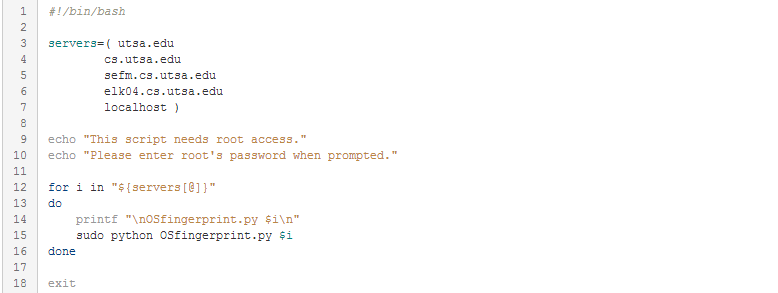 1 #!/bin/bash
2
3 servers=( utsa.edu
4 cs.utsa.edu
5 sefm.cs.utsa.edu
6 elk04.cs.utsa.edu
7 localhost )
8
9 echo "This script needs root access."
10 echo "Please enter root's password when prompted."
11
12 for i in "${servers[@]}"
13 do
14 printf "\nOSfingerprint.py $i\n"
15 sudo python OSfingerprint.py $i
16 done
17
18 exit